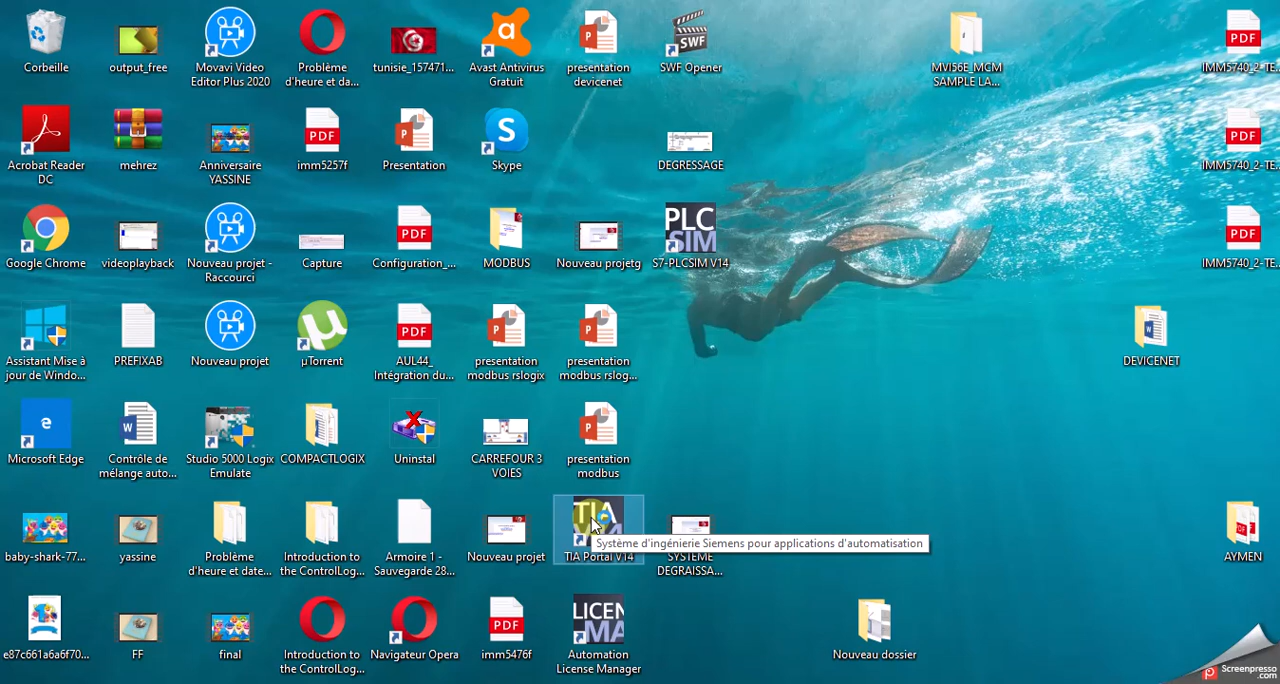 Corbeille
output_free
Movavi Video
Editor Plus 2020
Problème
d'heure et da...
tunisie_157471...
Avast Antivirus
Gratuit
presentation
devicenet
SWF
SWF Opener
MVI56E_MCM
SAMPLE LA...
PDF
IMM5740_2-TE...
Acrobat Reader
DC
mehrez
Anniversaire
YASSINE
PDF
imm5257f
Presentation
Skype
DEGRESSAGE
PDF
IMM5740_2-TE...
Google Chrome
videoplayback
Nouveau projet -
Raccourci
Capture
PDF
Configuration_...
MODBUS
Nouveau projetg
PLC
SIM
S7-PLCSIM V14
PDF
IMM5740_2-TE...
Assistant Mise à
jour de Windo...
PREFIXAB
Nouveau projet
µTorrent
PDF
AUL44_
Intégration du...
presentation
modbus rslogix
presentation
modbus rslog...
DEVICENET
Microsoft Edge
Contrôle de
mélange auto...
Studio 5000 Logix
Emulate
COMPACTLOGIX
Uninstal
CARREFOUR 3
VOIES
presentation
modbus
baby-shark-77...
yassine
Problème
d'heure et date...
Introduction to
the ControlLog...
Armoire 1 -
Sauvegarde 28...
Nouveau projet
TIA
TIA Portal V14
Système d'ingénierie Siemens pour applications d'automatisation
SYSTEME
DEGRAISSA...
AYMEN
e87c661a6a6f70...
FF
final
Introduction to
the ControlLog...
Navigateur Opera
PDF
imm5476f
LICEN
MA
Automation
License Manager
Nouveau dossier
Screenpresso
.com